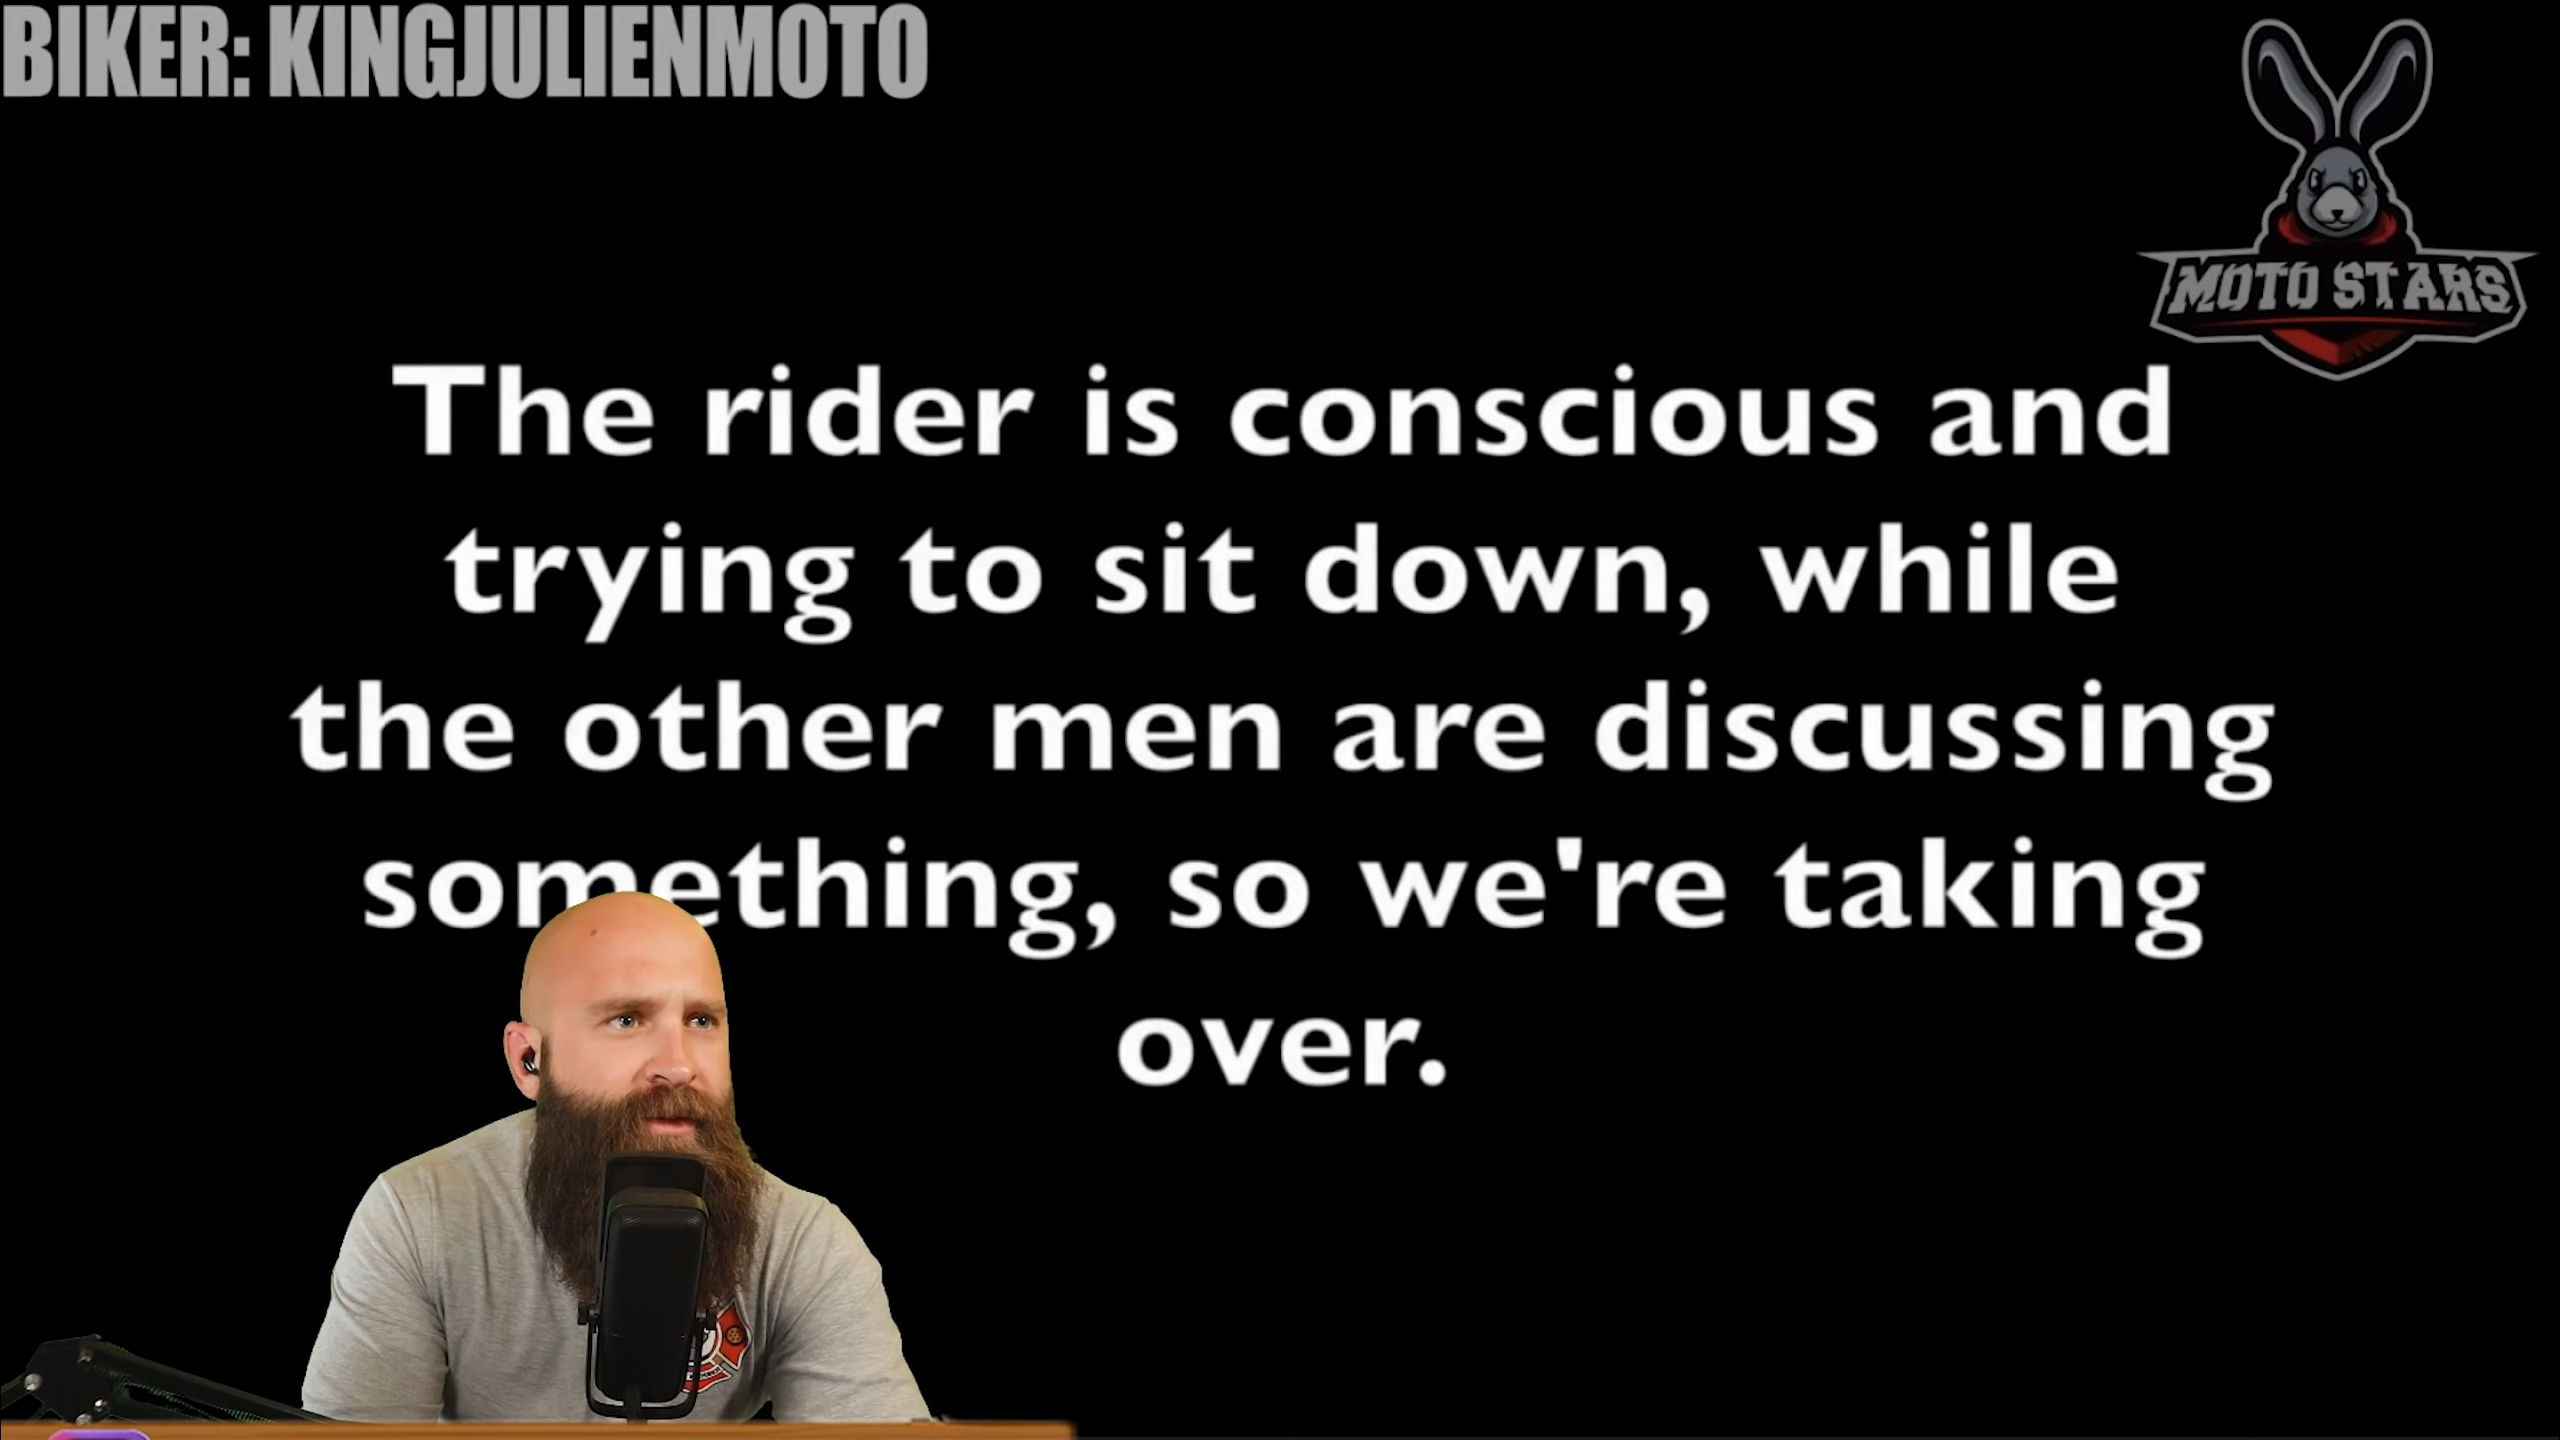 BIKER: KINGJULIENMOTO
MOTO STARS
The rider is conscious and
trying to sit down, while
the other men are discussing
something, so we're taking
over.